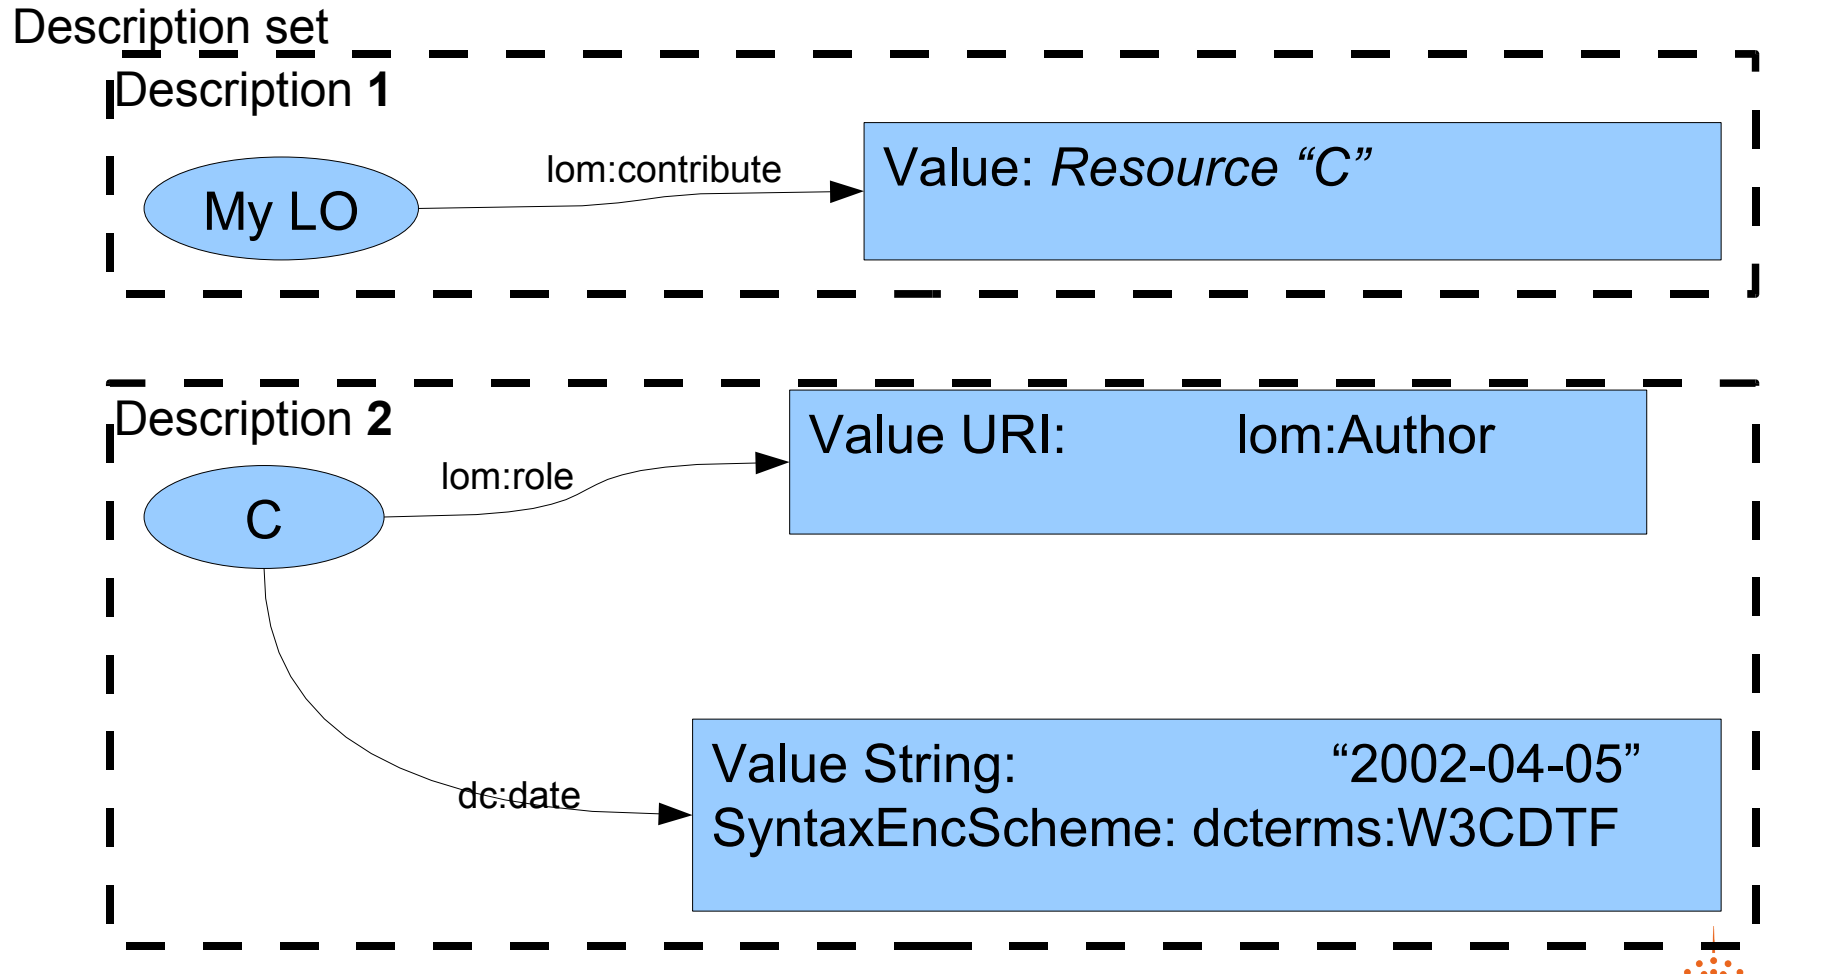 Description set
Description 1
lom:contribute
Value: Resource “C”
My LO
Description 2
Value URI: lom:Author
lom:role
C
Value String: “2002-04-05”
dc:date
SyntaxEncScheme: dcterms:W3CDTF